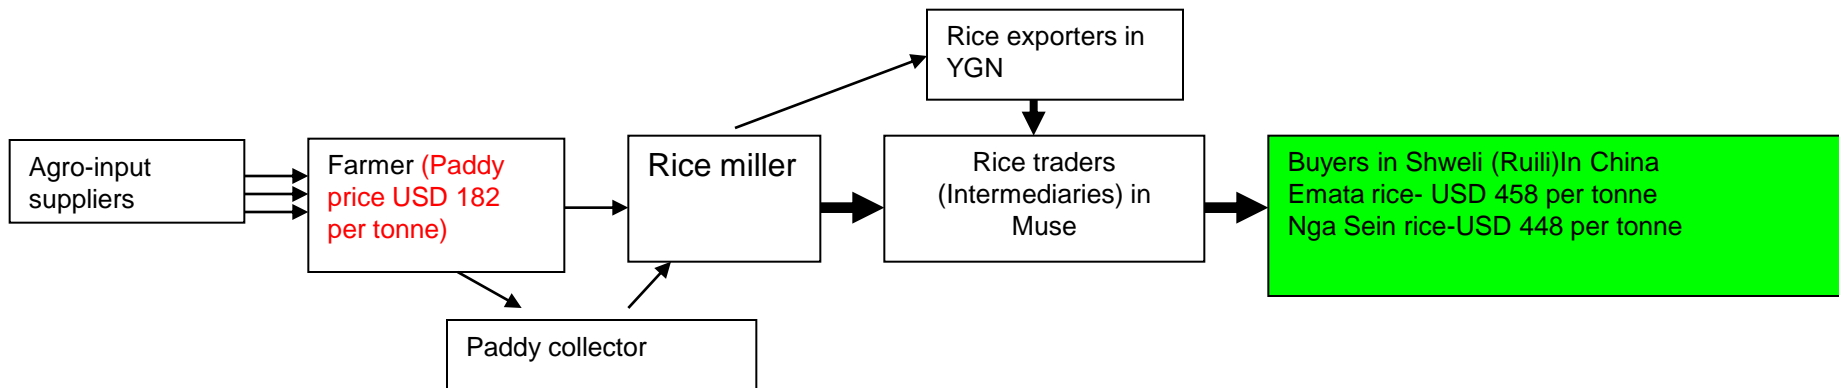 Rice exporters in
YGN
Agro-input
suppliers
Farmer (Paddy
price USD 182
per tonne)
Rice miller
Rice traders
(Intermediaries) in
Muse
Buyers in Shweli (Ruili)In China
Emata rice- USD 458 per tonne
Nga Sein rice-USD 448 per tonne
Paddy collector